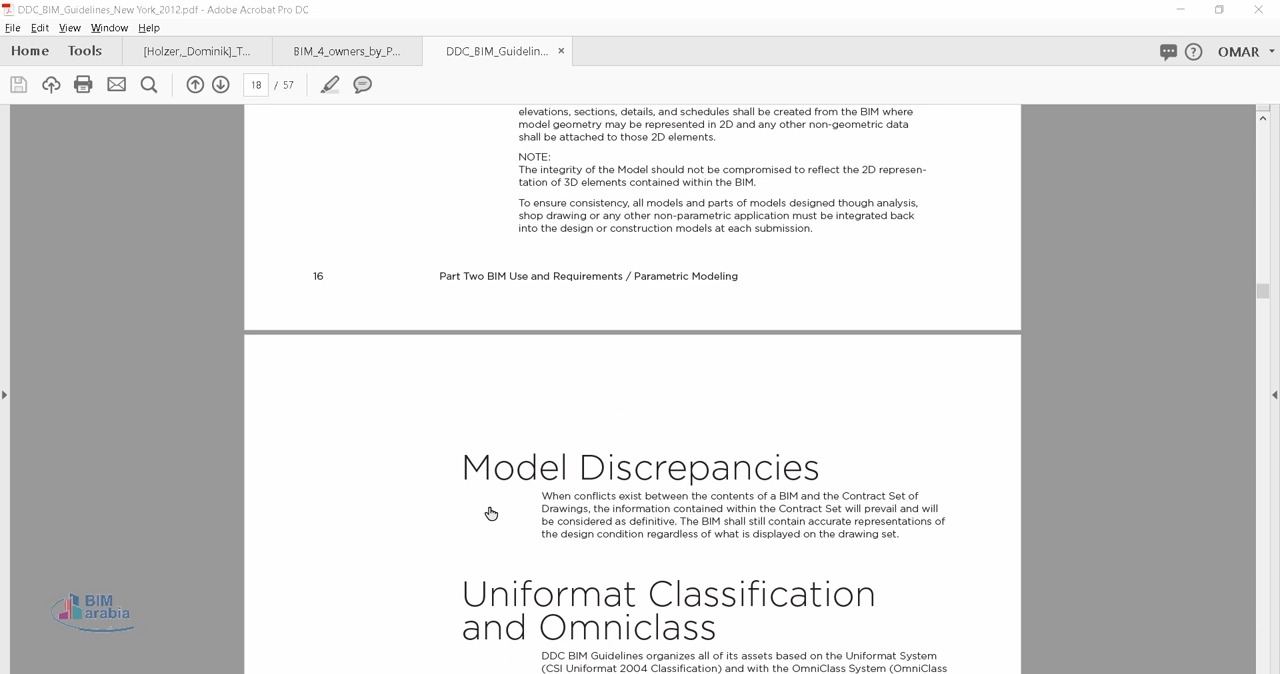 DDC_BIM_Guidelines_New York_2012.pdf - Adobe Acrobat Pro DC
File Edit View Window Help
Home Tools [Holzer,_Dominik]_T... BIM_4_owners_by_P... DDC_BIM_Guidelin... × OMAR
18 / 57
elevations, sections, details, and schedules shall be created from the BIM where
model geometry may be represented in 2D and any other non-geometric data
shall be attached to those 2D elements.
NOTE:
The integrity of the Model should not be compromised to reflect the 2D represen-
tation of 3D elements contained within the BIM.
To ensure consistency, all models and parts of models designed though analysis,
shop drawing or any other non-parametric application must be integrated back
into the design or construction models at each submission.
16 Part Two BIM Use and Requirements / Parametric Modeling
Model Discrepancies
When conflicts exist between the contents of a BIM and the Contract Set of
Drawings, the information contained within the Contract Set will prevail and will
be considered as definitive. The BIM shall still contain accurate representations of
the design condition regardless of what is displayed on the drawing set.
Uniformat Classification
and Omniclass
DDC BIM Guidelines organizes all of its assets based on the Uniformat System
(CSI Uniformat 2004 Classification) and with the OmniClass System (OmniClass
BIM
arabia